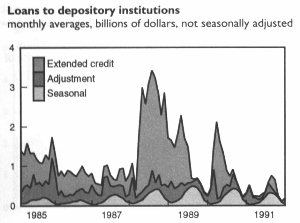 Loans to depository institutions
monthly averages, billions of dollars, not seasonally adjusted
4
Extended credit
Adjustment
Seasonal
3
2
1
0
1985 1987 1989 1991